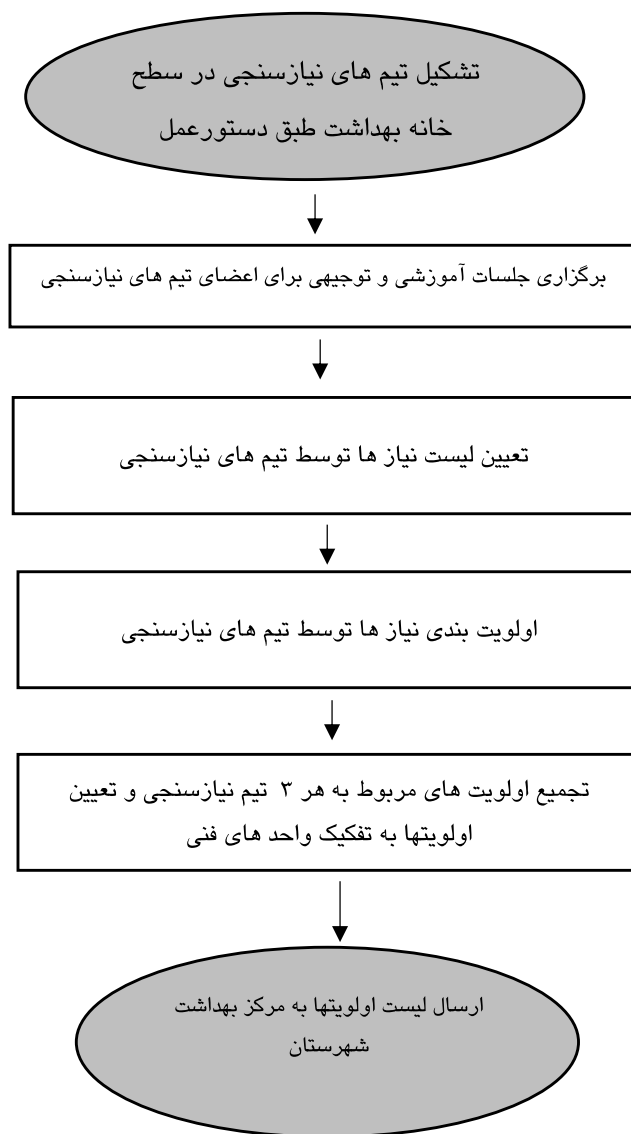 تشکیل تیم های نیازسنجی در سطح
خانه بهداشت طبق دستورعمل
برگزاری جلسات آموزشی و توجیهی برای اعضای تیم های نیازسنجی
تعیین لیست نیاز ها توسط تیم های نیازسنجی
اولویت بندی نیاز ها توسط تیم های نیازسنجی
تجمیع اولویت های مربوط به هر ۳ تیم نیازسنجی و تعیین
اولویتها به تفکیک واحد های فنی
ارسال لیست اولویتها به مرکز بهداشت
شهرستان